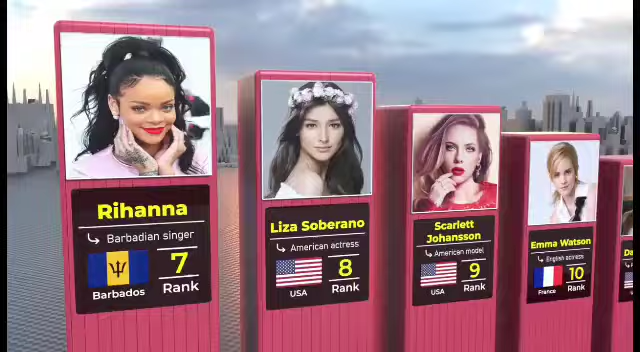 Rihanna
Barbadian singer
Barbados
7
Rank
Liza Soberano
American actress
USA
8
Rank
Scarlett
Johansson
American model
USA
9
Rank
Emma Watson
English actress
France
10
Rank